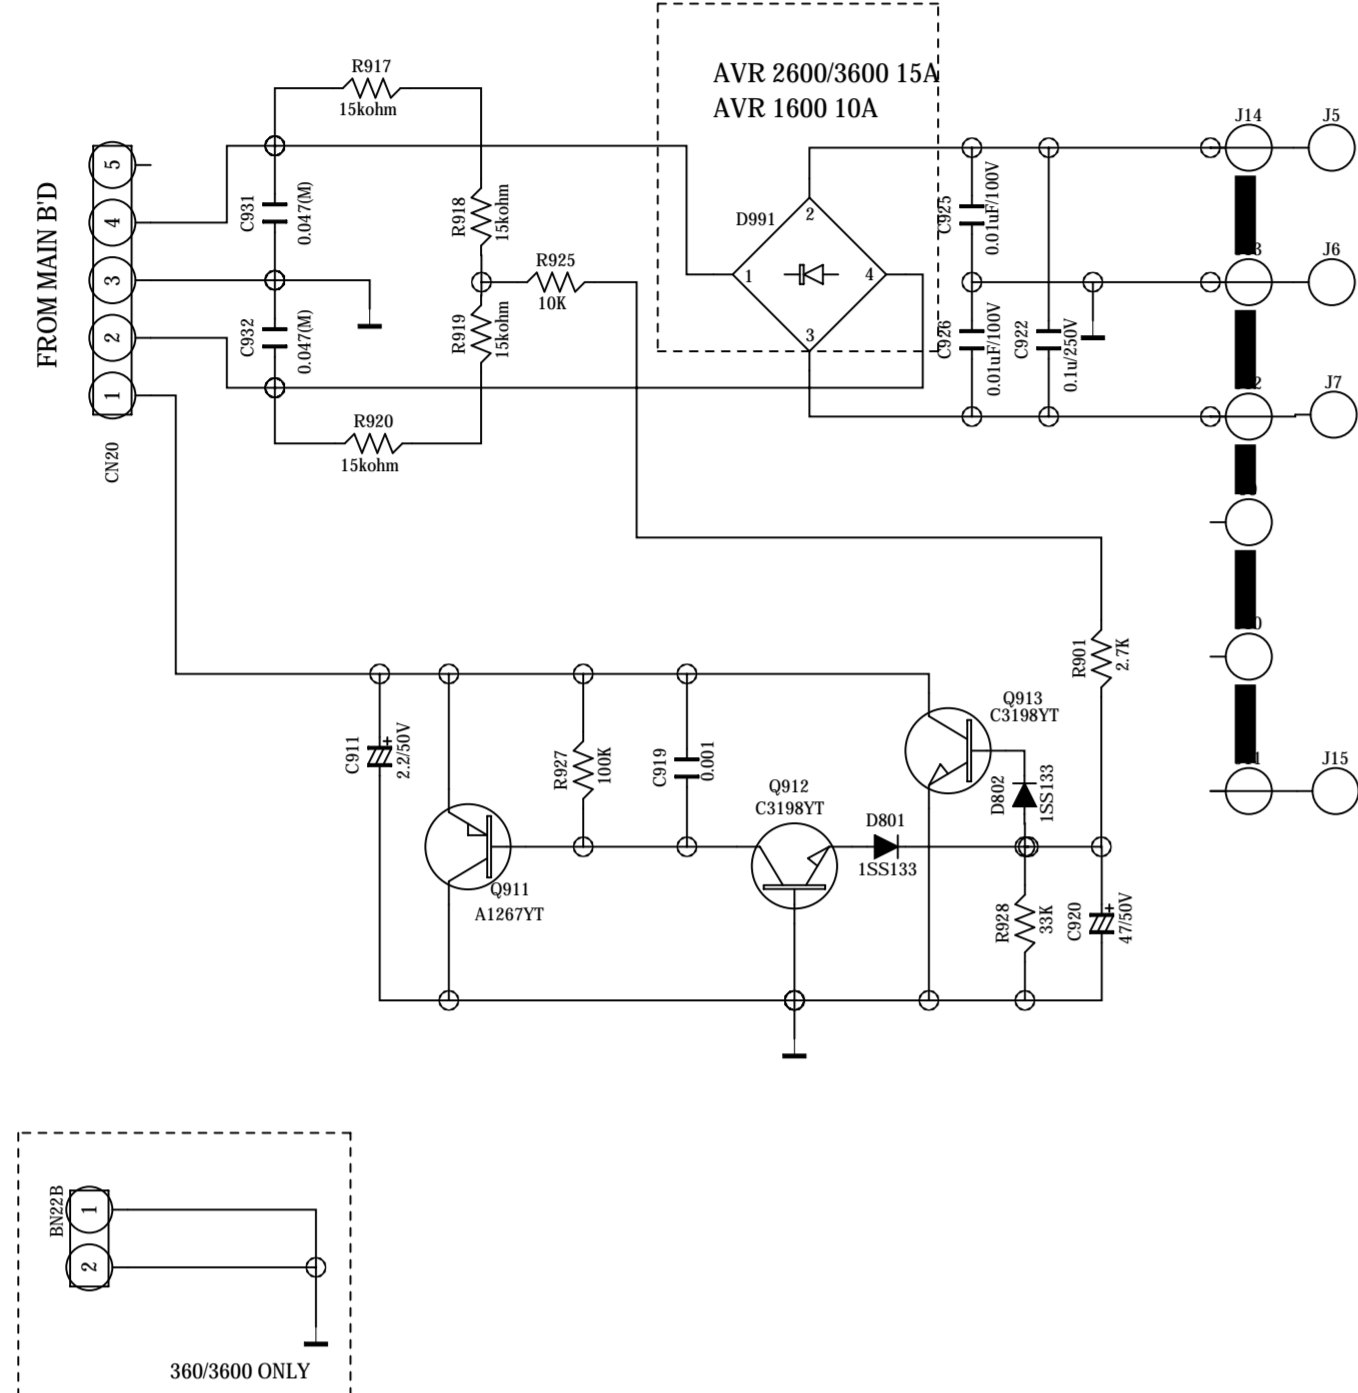 AVR 2600/3600 15A
AVR 1600 10A
R917
15kohm
FROM MAIN B'D
5
4
3
2
1
CN20
C931
0.047(M)
C932
0.047(M)
R918
15kohm
R919
15kohm
R925
10K
R920
15kohm
D991
1
2
3
4
C925
0.01uF/100V
C926
0.01uF/100V
C922
0.1u/250V
J14
J5
J6
J7
J15
R901
2.7K
Q913
C3198YT
C911
+
2.2/50V
R927
100K
C919
0.001
Q912
C3198YT
D801
1SS133
D802
1SS133
Q911
A1267YT
R928
33K
C920
+
47/50V
BN22B
1
2
360/3600 ONLY